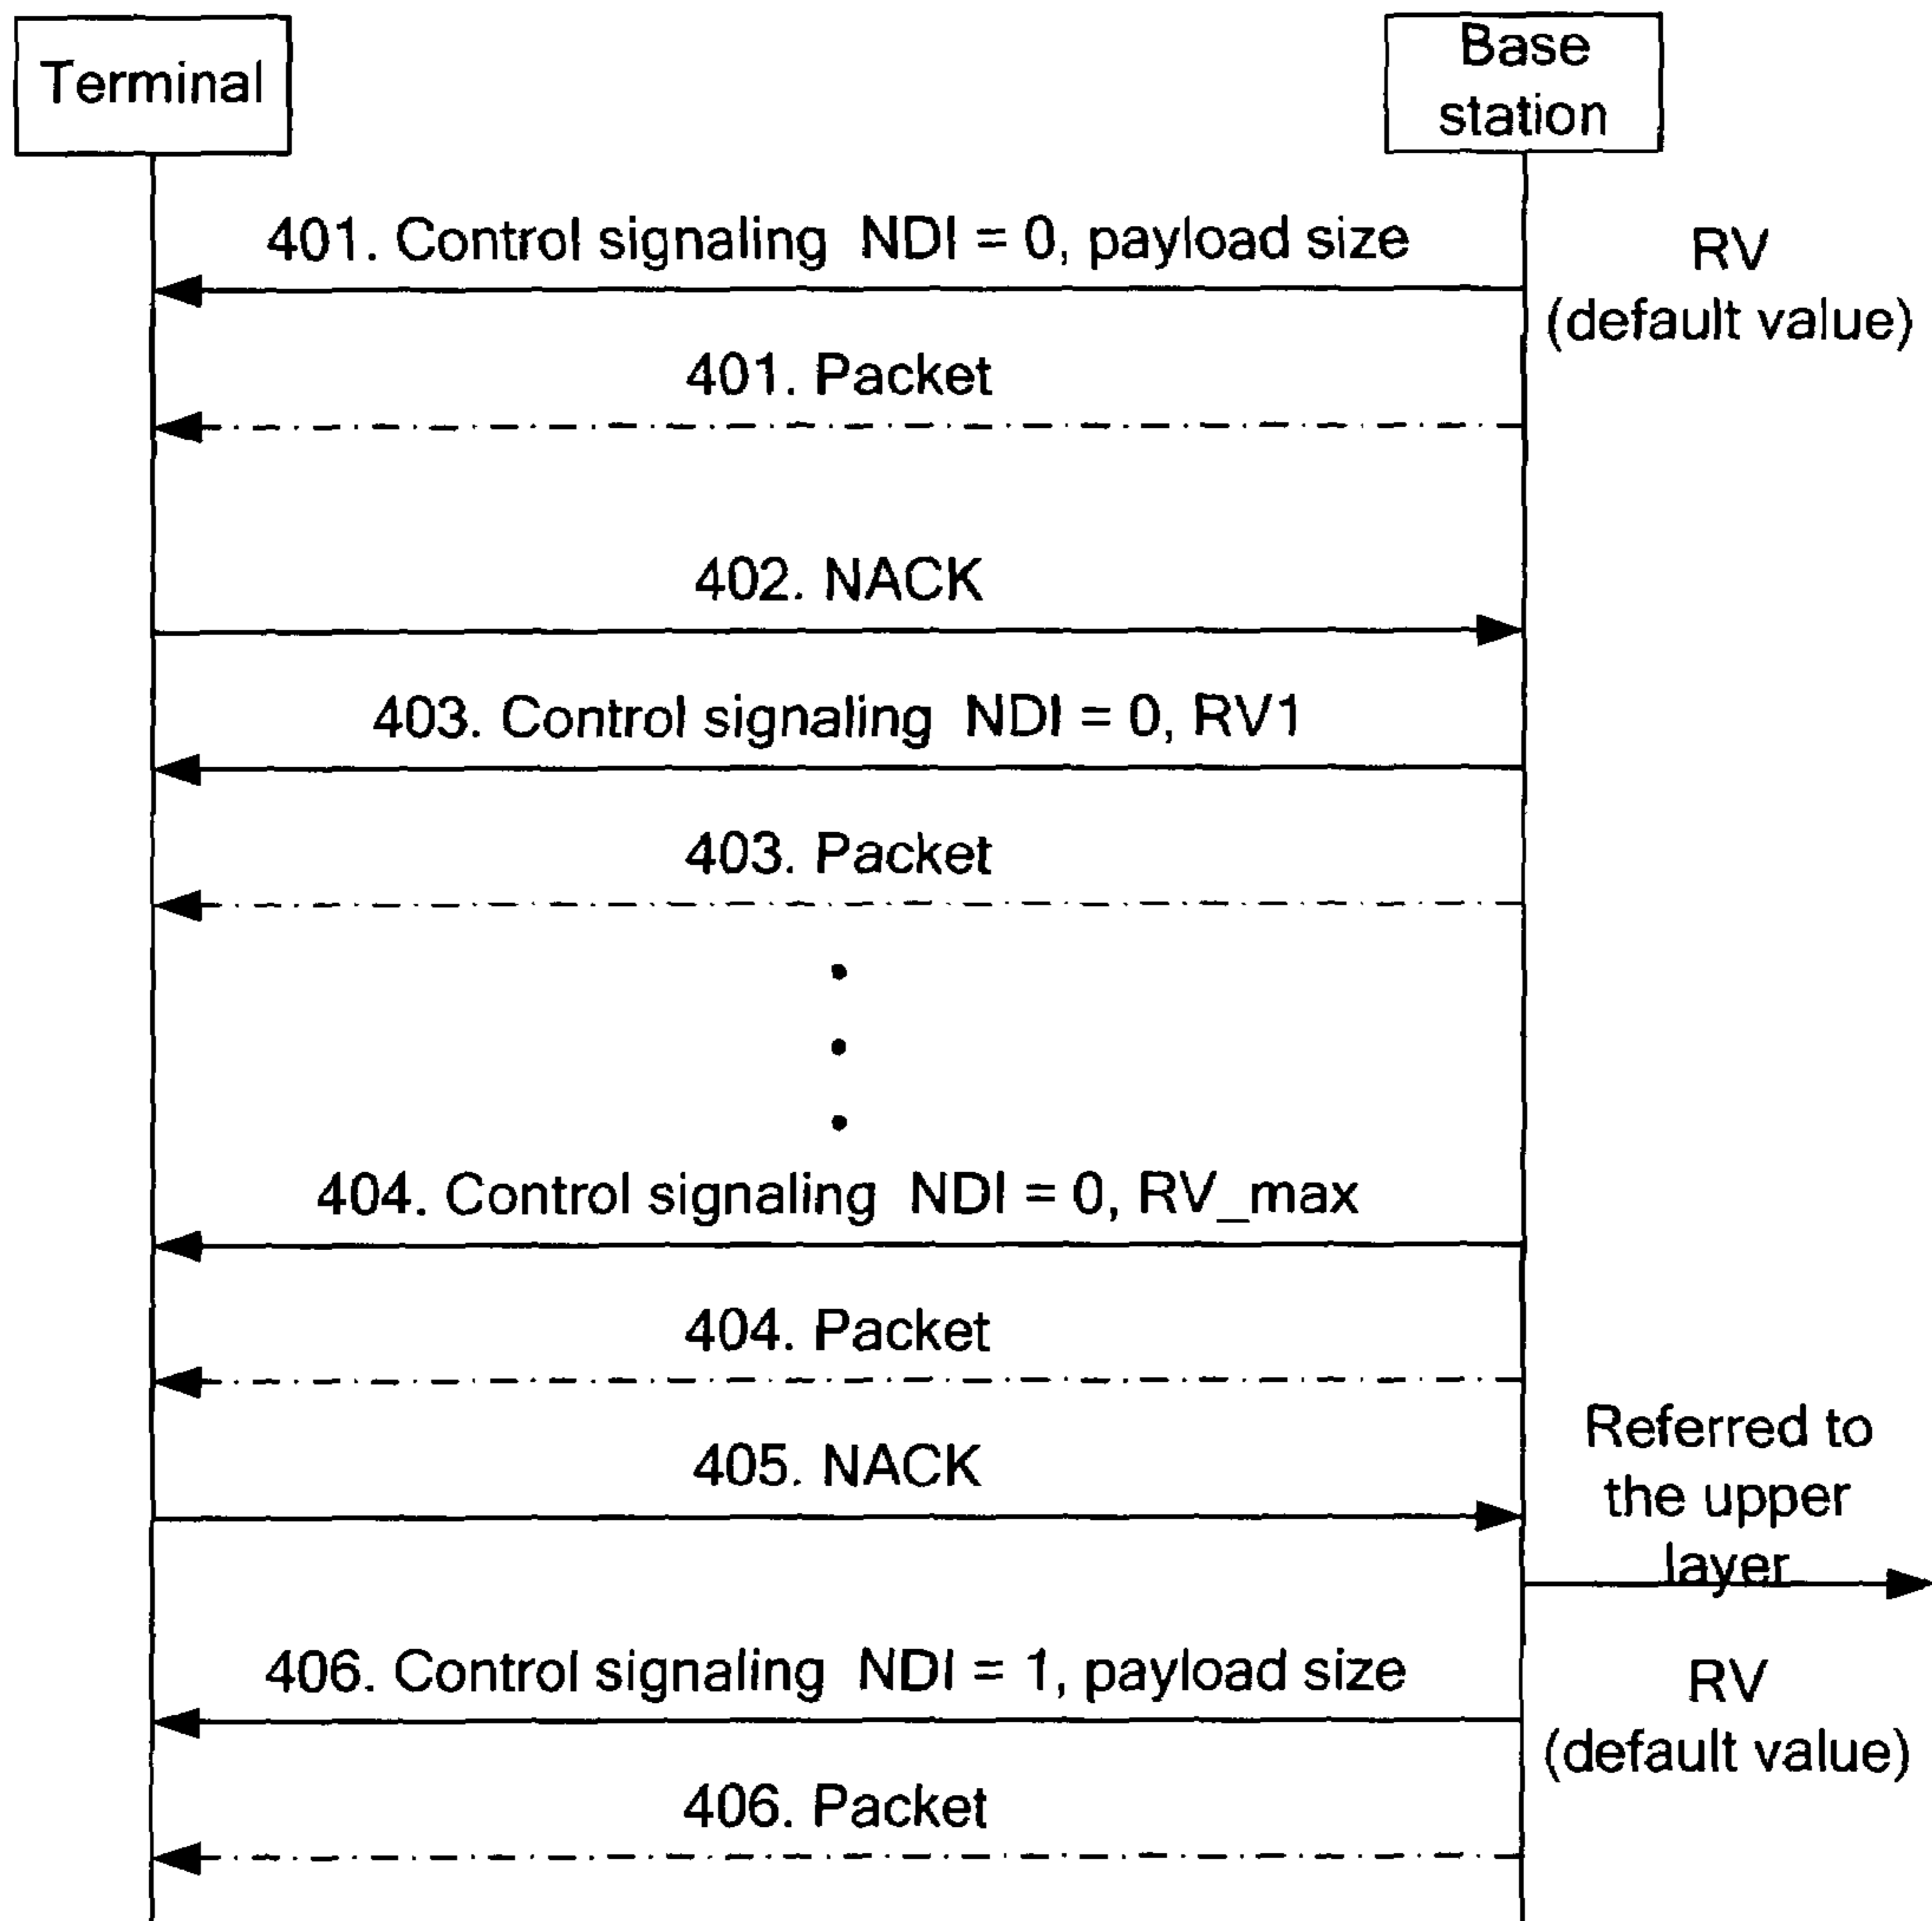 Terminal
Base
station
401. Control signaling NDI = 0, payload size
RV
(default value)
401. Packet
402. NACK
403. Control signaling NDI = 0, RV1
403. Packet
404. Control signaling NDI = 0, RV_max
404. Packet
405. NACK
Referred to
the upper
layer
406. Control signaling NDI = 1, payload size
RV
(default value)
406. Packet